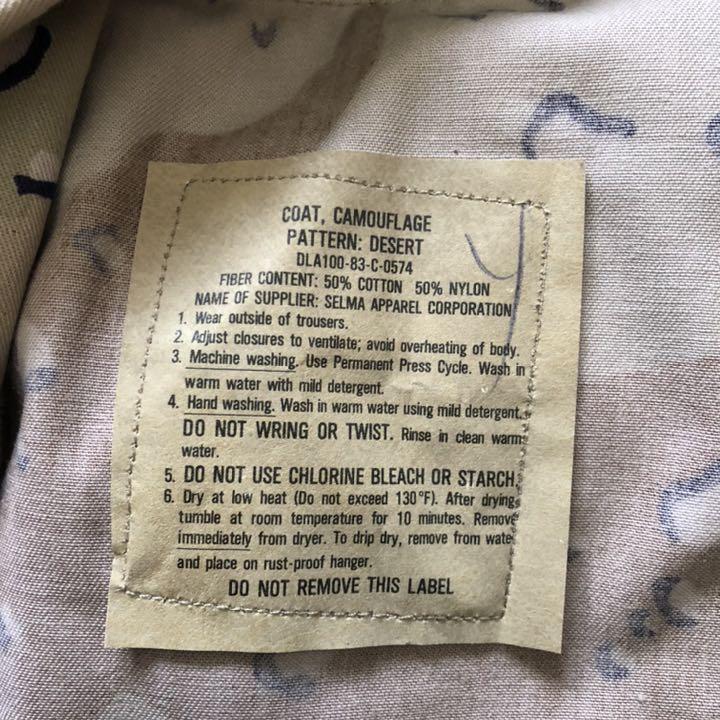 COAT, CAMOUFLAGE
PATTERN: DESERT
DLA100-83-C-0574
FIBER CONTENT: 50% COTTON 50% NYLON
NAME OF SUPPLIER: SELMA APPAREL CORPORATION
1. Wear outside of trousers.
2. Adjust closures to ventilate; avoid overheating of body.
3. Machine washing. Use Permanent Press Cycle. Wash in
warm water with mild detergent.
4. Hand washing. Wash in warm water using mild detergent.
DO NOT WRING OR TWIST. Rinse in clean warm
water.
5. DO NOT USE CHLORINE BLEACH OR STARCH.
6. Dry at low heat (Do not exceed 130°F). After drying,
tumble at room temperature for 10 minutes. Remove
immediately from dryer. To drip dry, remove from water
and place on rust-proof hanger.
DO NOT REMOVE THIS LABEL